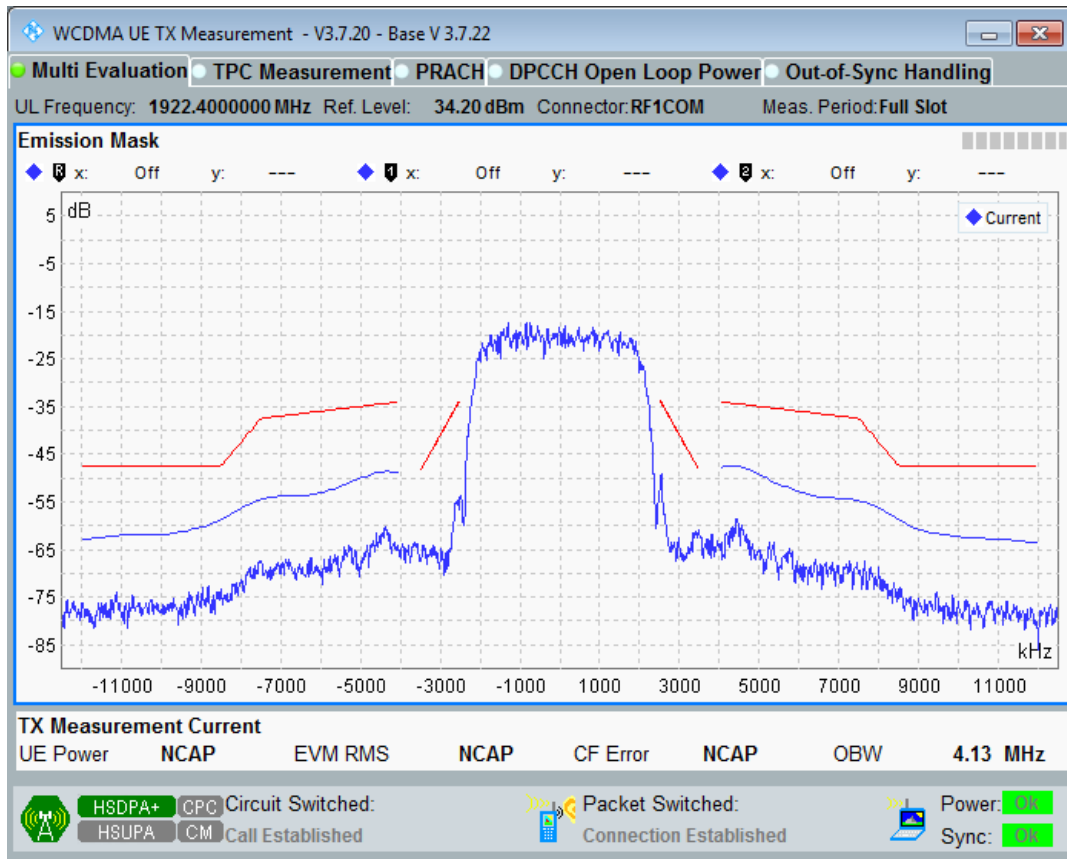 WCDMA UE TX Measurement - V3.7.20 - Base V 3.7.22
Multi Evaluation TPC Measurement PRACH DPCCH Open Loop Power Out-of-Sync Handling
UL Frequency: 1922.4000000 MHz Ref. Level: 34.20 dBm Connector: RF1COM Meas. Period: Full Slot
Emission Mask
R x: Off y: --- 1 x: Off y: --- 2 x: Off y: ---
dB
Current
5
-5
-15
-25
-35
-45
-55
-65
-75
-85
kHz
-11000 -9000 -7000 -5000 -3000 -1000 1000 3000 5000 7000 9000 11000
TX Measurement Current
UE Power NCAP EVM RMS NCAP CF Error NCAP OBW 4.13 MHz
HSDPA+ CPC Circuit Switched: Packet Switched: Power: Ok
HSUPA CM Call Established Connection Established Sync: Ok